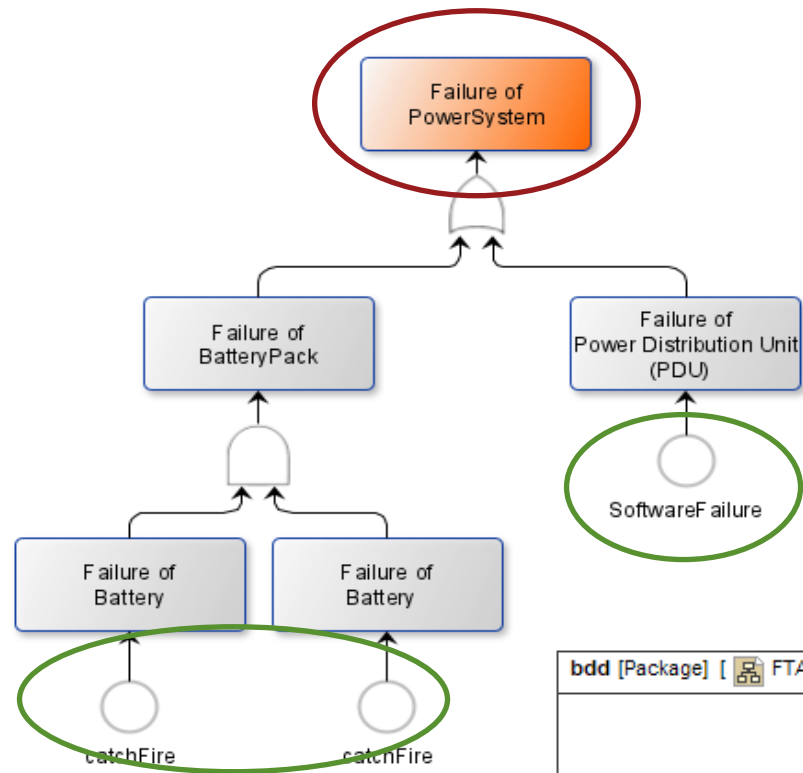 Failure of
PowerSystem
Failure of
BatteryPack
Failure of
Power Distribution Unit
(PDU)
SoftwareFailure
Failure of
Battery
Failure of
Battery
catchFire
catchFire
bdd [Package] [ FTA